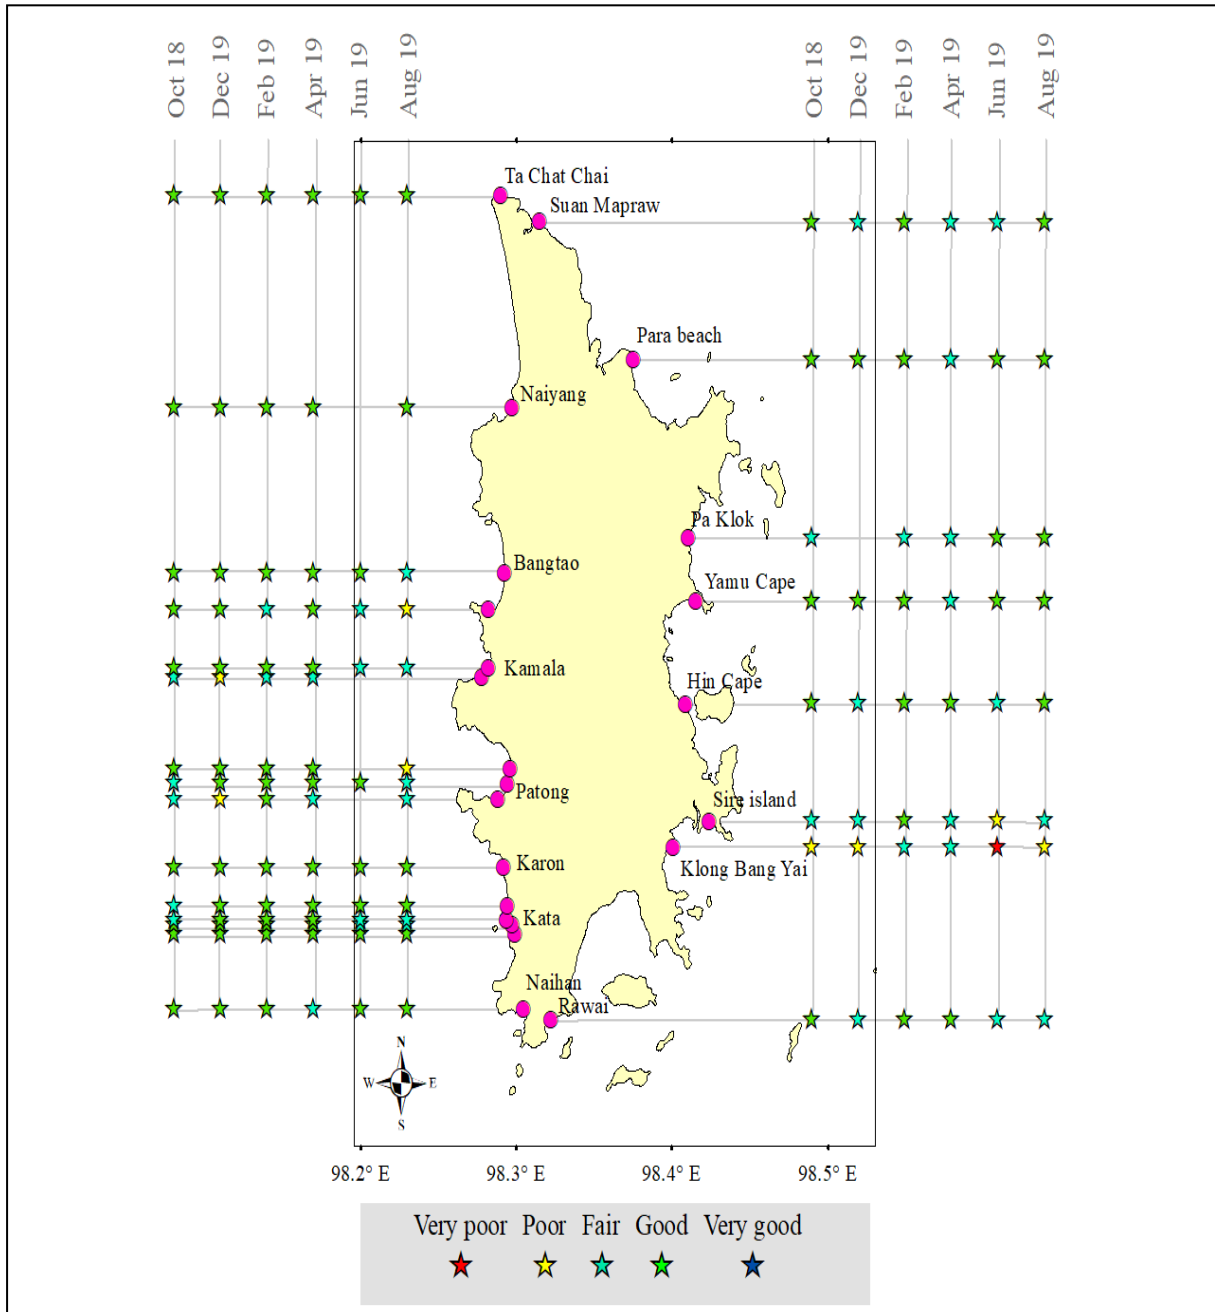 Oct 18 Dec 19 Feb 19 Apr 19 Jun 19 Aug 19 Oct 18 Dec 19 Feb 19 Apr 19 Jun 19 Aug 19
Ta Chat Chai
Suan Mapraw
Para beach
Naiyang
Pa Klok
Bangtao
Yamu Cape
Kamala
Hin Cape
Patong
Sire island
Karon
Klong Bang Yai
Kata
Naihan
Rawai
N
W E
S
98.2° E 98.3° E 98.4° E 98.5° E
Very poor Poor Fair Good Very good